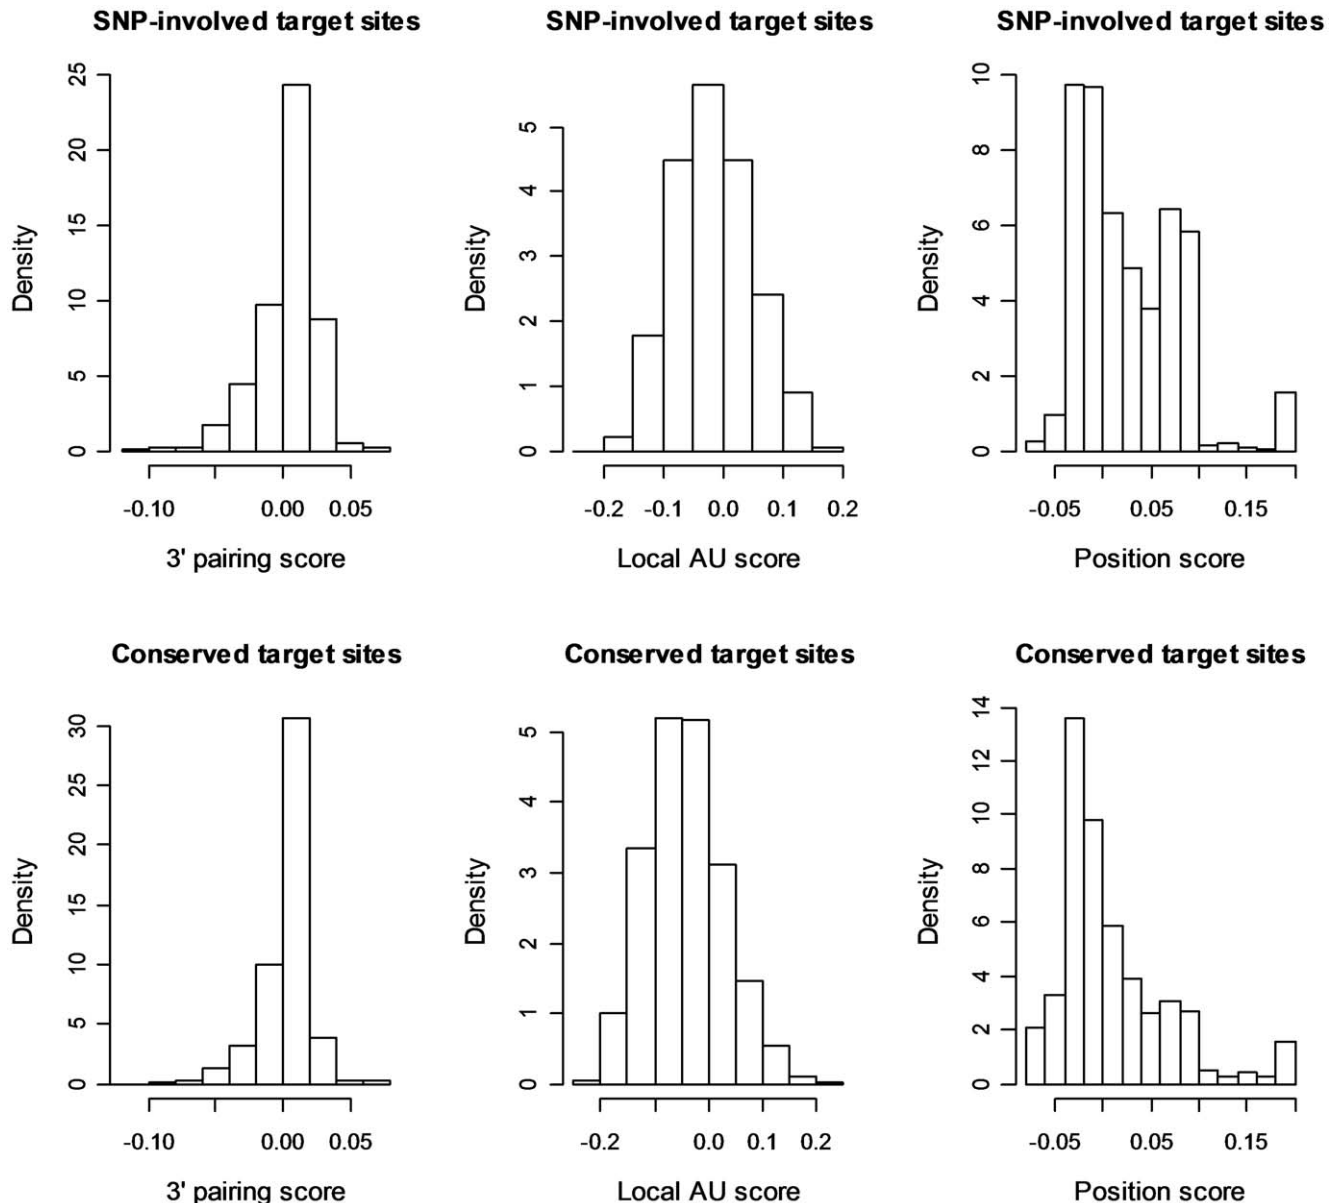 SNP-involved target sites
SNP-involved target sites
SNP-involved target sites
Density
25
20
15
10
5
0
-0.10 0.00 0.05
3' pairing score
Density
5
4
3
2
1
0
-0.2 -0.1 0.0 0.1 0.2
Local AU score
Density
10
8
6
4
2
0
-0.05 0.05 0.15
Position score
Conserved target sites
Conserved target sites
Conserved target sites
Density
30
25
20
15
10
5
0
-0.10 0.00 0.05
3' pairing score
Density
5
4
3
2
1
0
-0.2 0.0 0.1 0.2
Local AU score
Density
14
12
10
8
6
4
2
0
-0.05 0.05 0.15
Position score